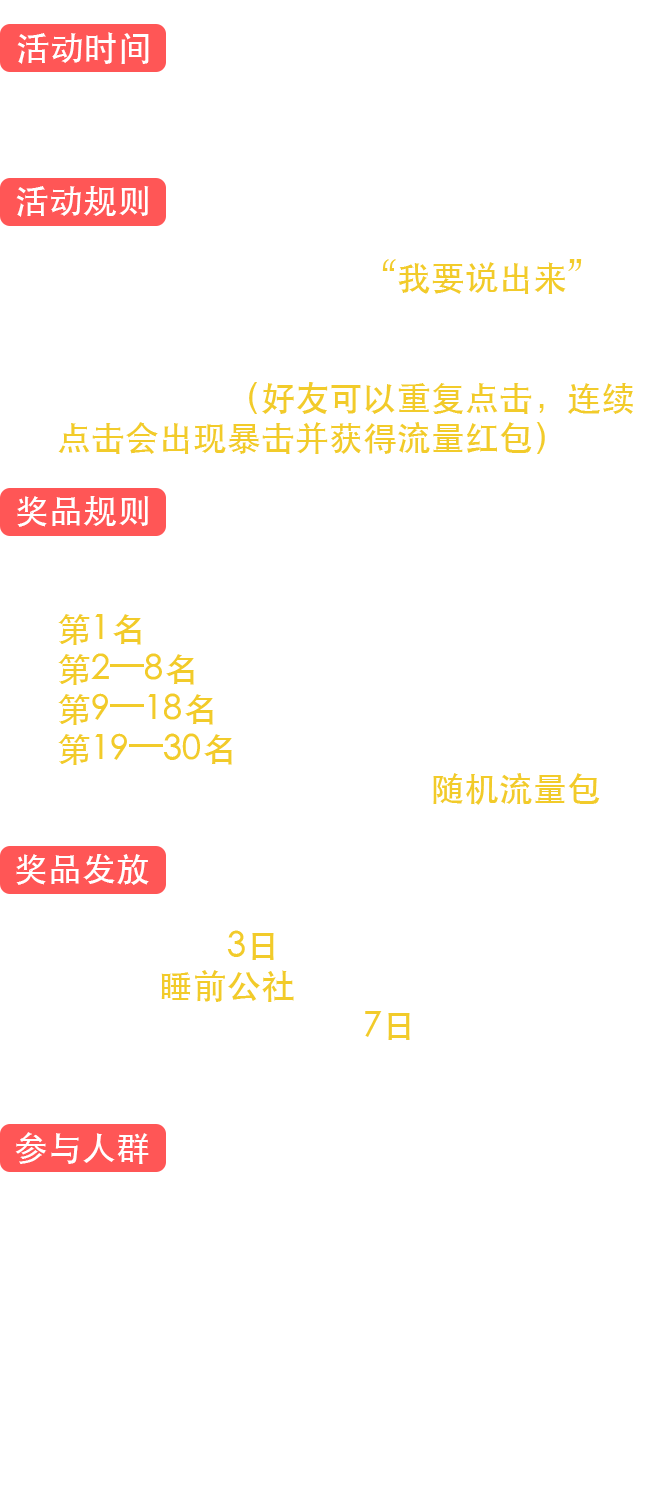 活动时间
活动规则
“我要说出来”
（好友可以重复点击，连续
点击会出现暴击并获得流量红包）
奖品规则
第1名
第2—8名
第9—18名
第19—30名
随机流量包
奖品发放
3日
睡前公社
7日
参与人群